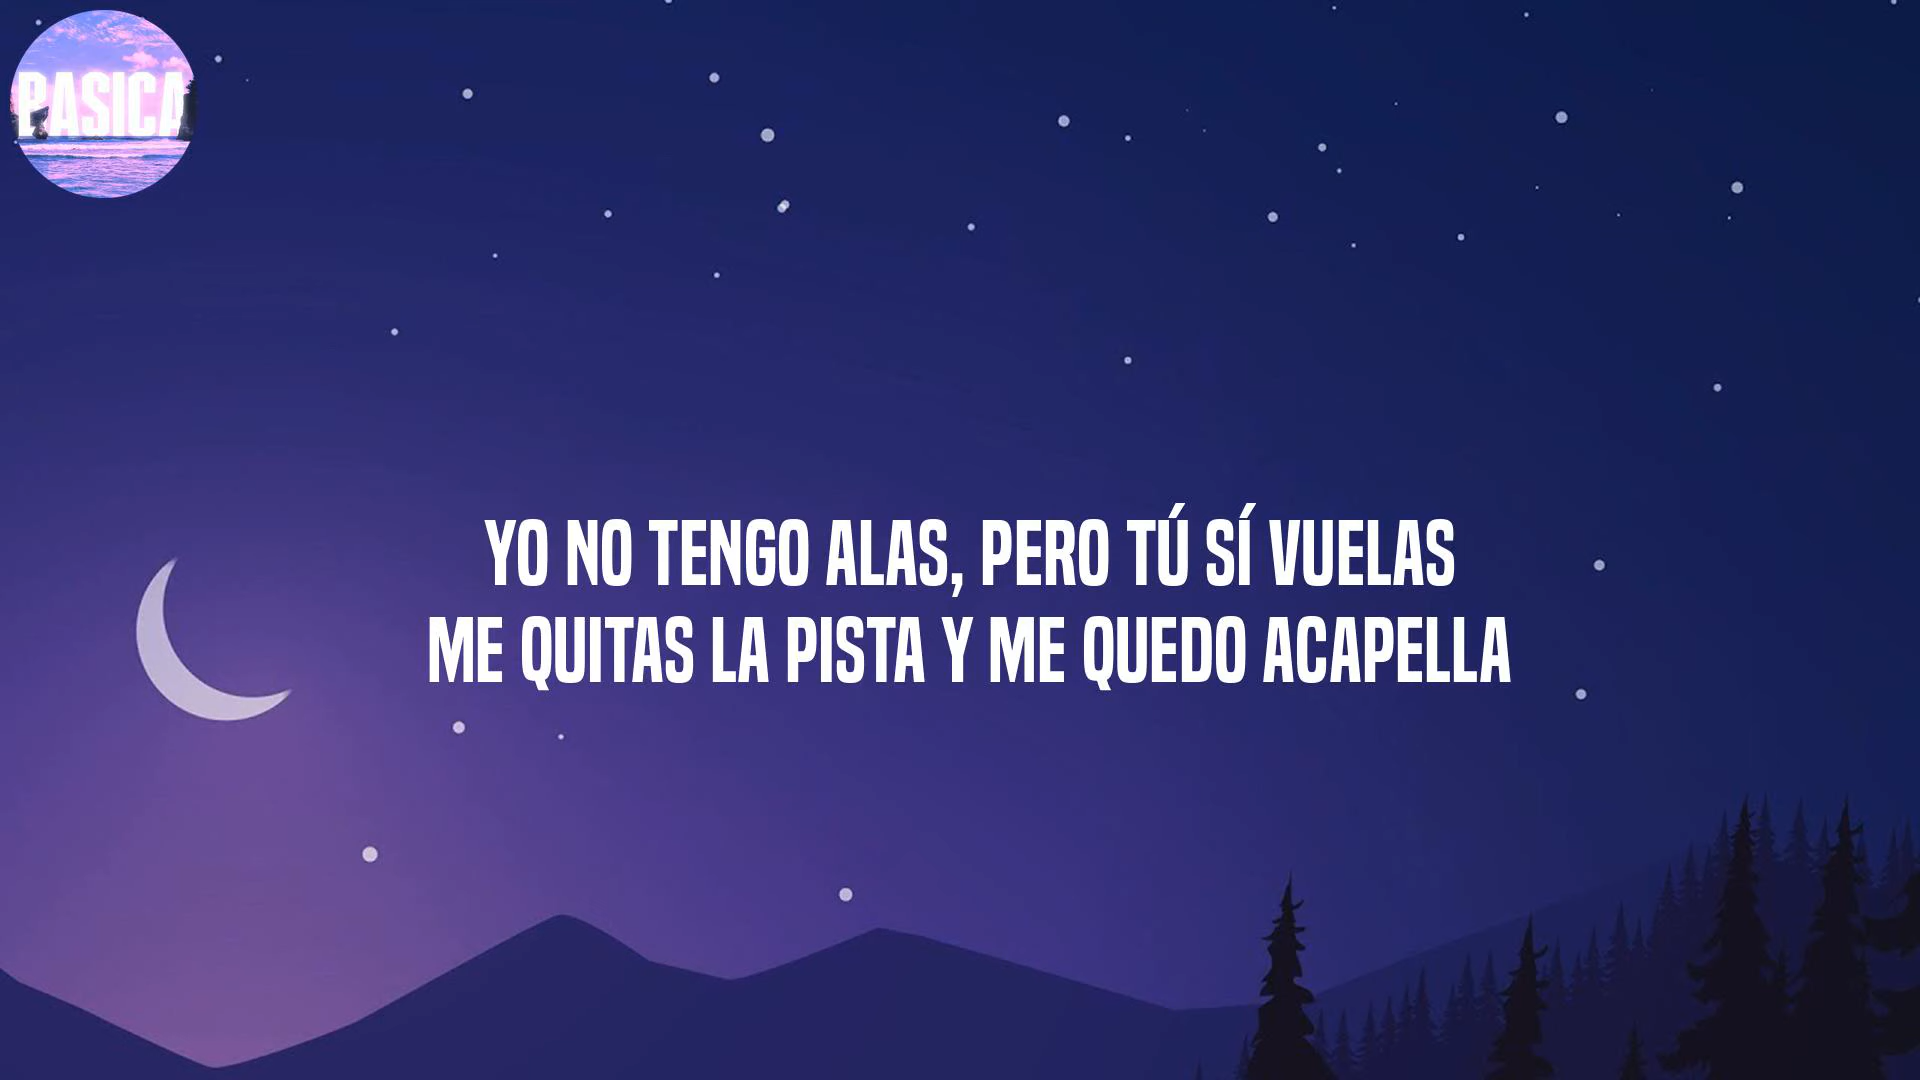 PASICA
YO NO TENGO ALAS, PERO TÚ SÍ VUELAS
ME QUITAS LA PISTA Y ME QUEDO ACAPELLA